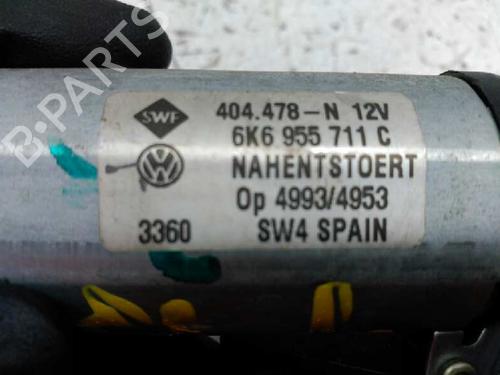 SWF 404.478-N 12V
6K6 955 711 C
NAHENTSTOERT
Op 4993/4953
3360 SW4 SPAIN
B-PARTS